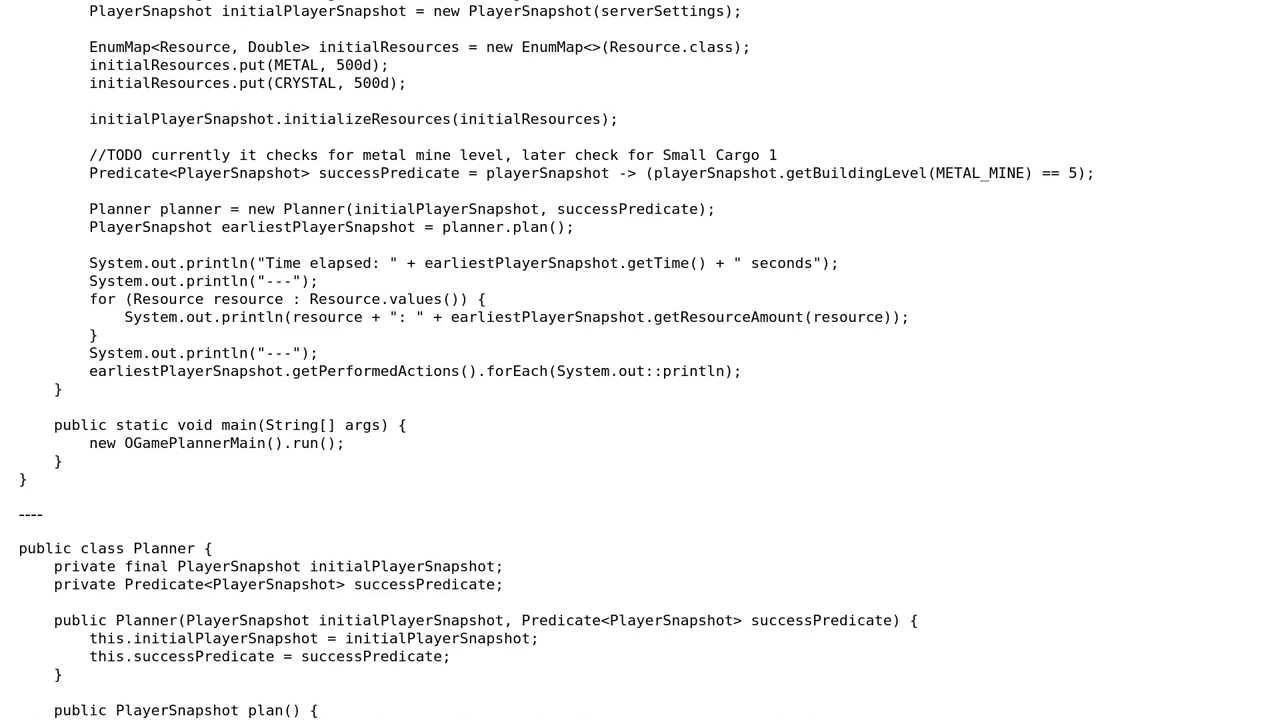 PlayerSnapshot initialPlayerSnapshot = new PlayerSnapshot(serverSettings);
EnumMap<Resource, Double> initialResources = new EnumMap<>(Resource.class);
initialResources.put(METAL, 500d);
initialResources.put(CRYSTAL, 500d);
initialPlayerSnapshot.initializeResources(initialResources);
//TODO currently it checks for metal mine level, later check for Small Cargo 1
Predicate<PlayerSnapshot> successPredicate = playerSnapshot -> (playerSnapshot.getBuildingLevel(METAL_MINE) == 5);
Planner planner = new Planner(initialPlayerSnapshot, successPredicate);
PlayerSnapshot earliestPlayerSnapshot = planner.plan();
System.out.println("Time elapsed: " + earliestPlayerSnapshot.getTime() + " seconds");
System.out.println("---");
for (Resource resource : Resource.values()) {
System.out.println(resource + ": " + earliestPlayerSnapshot.getResourceAmount(resource));
}
System.out.println("---");
earliestPlayerSnapshot.getPerformedActions().forEach(System.out::println);
}
public static void main(String[] args) {
new OGamePlannerMain().run();
}
}
----
public class Planner {
private final PlayerSnapshot initialPlayerSnapshot;
private Predicate<PlayerSnapshot> successPredicate;
public Planner(PlayerSnapshot initialPlayerSnapshot, Predicate<PlayerSnapshot> successPredicate) {
this.initialPlayerSnapshot = initialPlayerSnapshot;
this.successPredicate = successPredicate;
}
public PlayerSnapshot plan() {